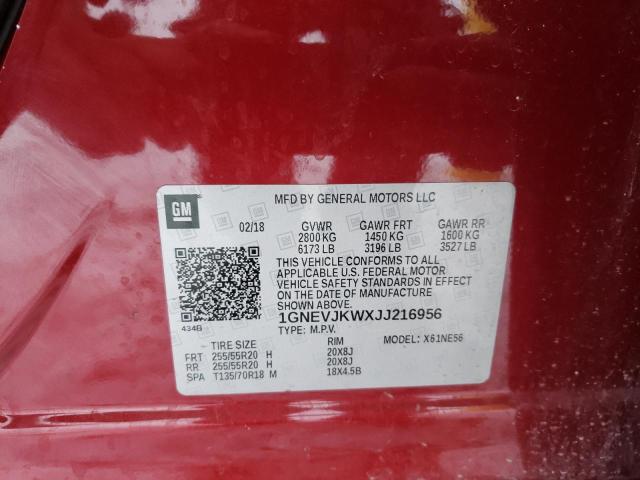 MFD BY GENERAL MOTORS LLC
GM
02/18 GVWR GAWR FRT GAWR RR
2800 KG 1450 KG 1600 KG
6173 LB 3196 LB 3527 LB
THIS VEHICLE CONFORMS TO ALL
APPLICABLE U.S. FEDERAL MOTOR
VEHICLE SAFETY STANDARDS IN EFFECT
ON THE DATE OF MANUFACTURE
SHOWN ABOVE.
1GNEVJKWXJJ216956
434B
TYPE: M.P.V. MODEL: X61NE56
TIRE SIZE RIM
FRT 255/55R20 H 20X8J
RR 255/55R20 H 20X8J
SPA T135/70R18 M 18X4.5B